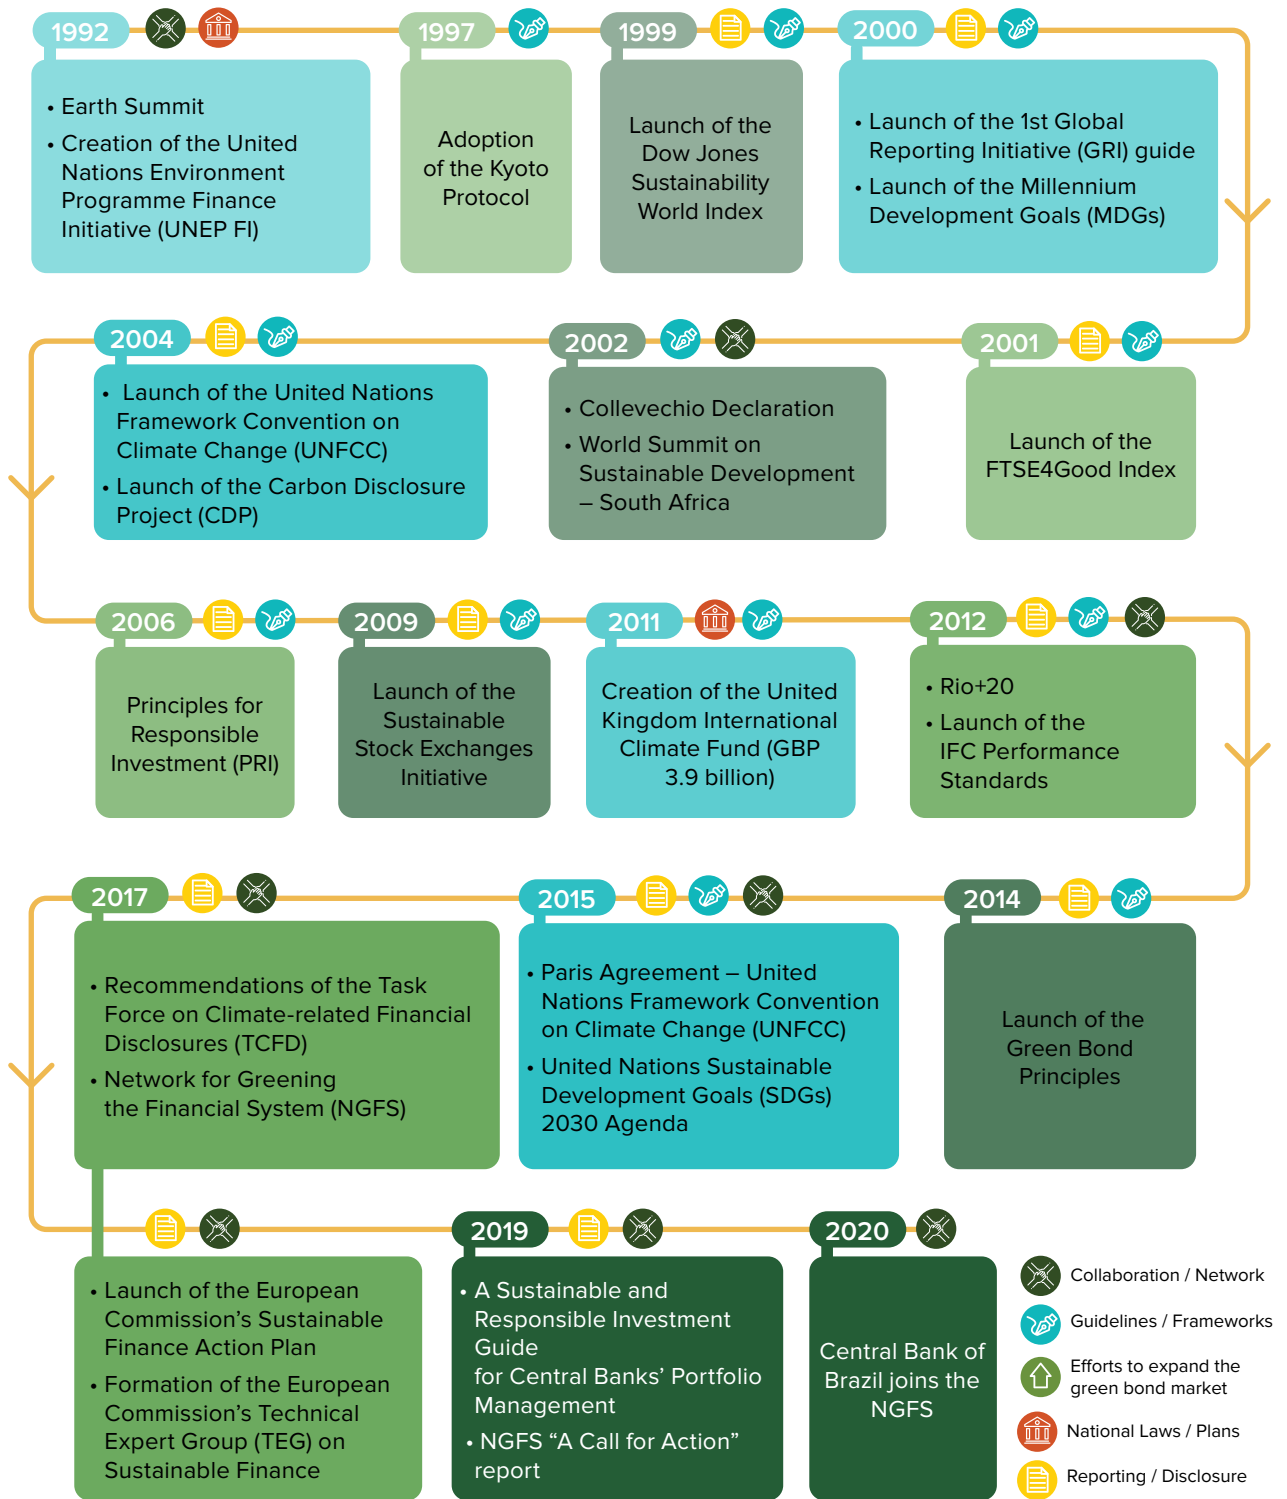 1992
• Earth Summit
• Creation of the United
Nations Environment
Programme Finance
Initiative (UNEP FI)
1997
Adoption
of the Kyoto
Protocol
1999
Launch of the
Dow Jones
Sustainability
World Index
2000
• Launch of the 1st Global
Reporting Initiative (GRI) guide
• Launch of the Millennium
Development Goals (MDGs)
2001
Launch of the
FTSE4Good Index
2002
• Collevechio Declaration
• World Summit on
Sustainable Development
– South Africa
2004
• Launch of the United Nations
Framework Convention on
Climate Change (UNFCC)
• Launch of the Carbon Disclosure
Project (CDP)
2006
Principles for
Responsible
Investment (PRI)
2009
Launch of the
Sustainable
Stock Exchanges
Initiative
2011
Creation of the United
Kingdom International
Climate Fund (GBP
3.9 billion)
2012
• Rio+20
• Launch of the
IFC Performance
Standards
2014
Launch of the
Green Bond
Principles
2015
• Paris Agreement – United
Nations Framework Convention
on Climate Change (UNFCC)
• United Nations Sustainable
Development Goals (SDGs)
2030 Agenda
2017
• Recommendations of the Task
Force on Climate-related Financial
Disclosures (TCFD)
• Network for Greening
the Financial System (NGFS)
• Launch of the European
Commission’s Sustainable
Finance Action Plan
• Formation of the European
Commission’s Technical
Expert Group (TEG) on
Sustainable Finance
2019
• A Sustainable and
Responsible Investment
Guide
for Central Banks’ Portfolio
Management
• NGFS “A Call for Action”
report
2020
Central Bank of
Brazil joins the
NGFS
Collaboration / Network
Guidelines / Frameworks
Efforts to expand the
green bond market
National Laws / Plans
Reporting / Disclosure